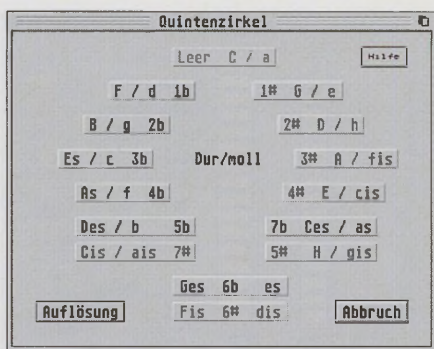 Quintenzirkel
Leer C / a
Hilfe
F / d 1b
1# G / e
B / g 2b
2# D / h
Es / c 3b
Dur/moll
3# A / fis
As / f 4b
4# E / cis
Des / b 5b
7b Ces / as
Cis / ais 7#
5# H / gis
Ges 6b es
Auflösung
Fis 6# dis
Abbruch